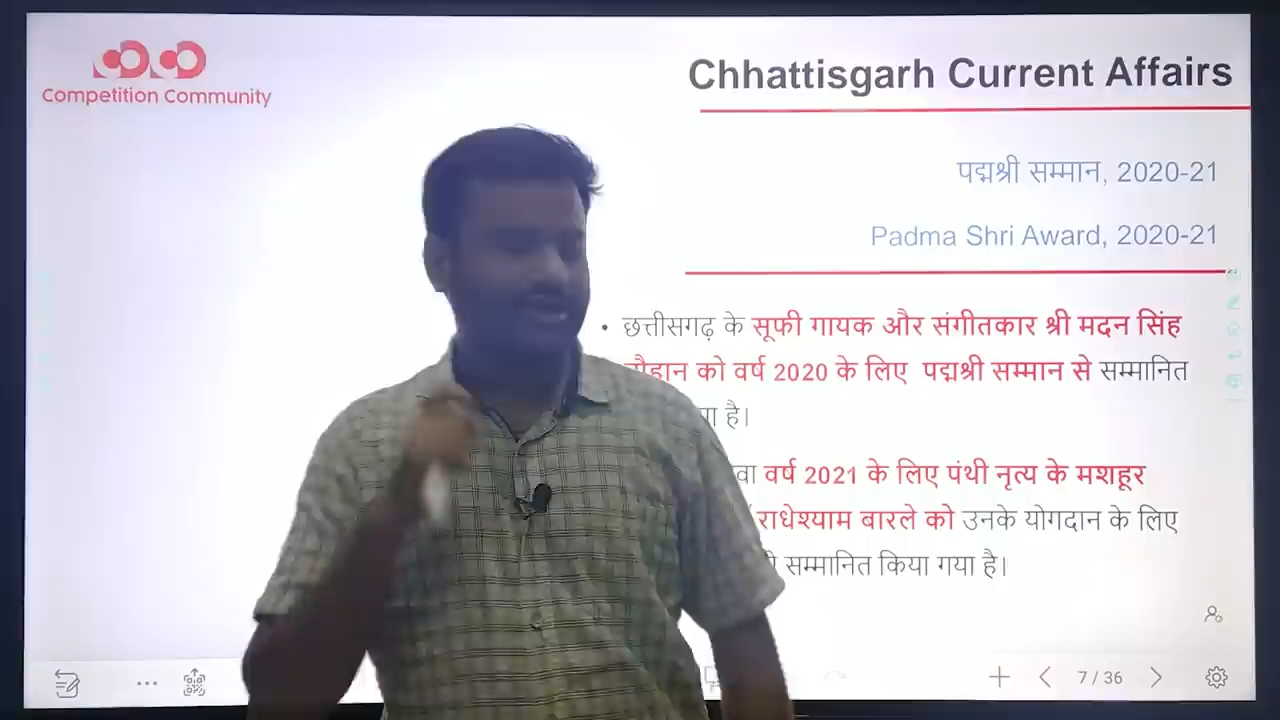 Competition Community
Chhattisgarh Current Affairs
पद्मश्री सम्मान, 2020-21
Padma Shri Award, 2020-21
• छत्तीसगढ़ के सूफी गायक और संगीतकार श्री मदन सिंह
को वर्ष 2020 के लिए पद्मश्री सम्मान से सम्मानित
है।
वर्ष 2021 के लिए पंथी नृत्य के मशहूर
राधेश्याम बारले को उनके योगदान के लिए
सम्मानित किया गया है।
7 / 36